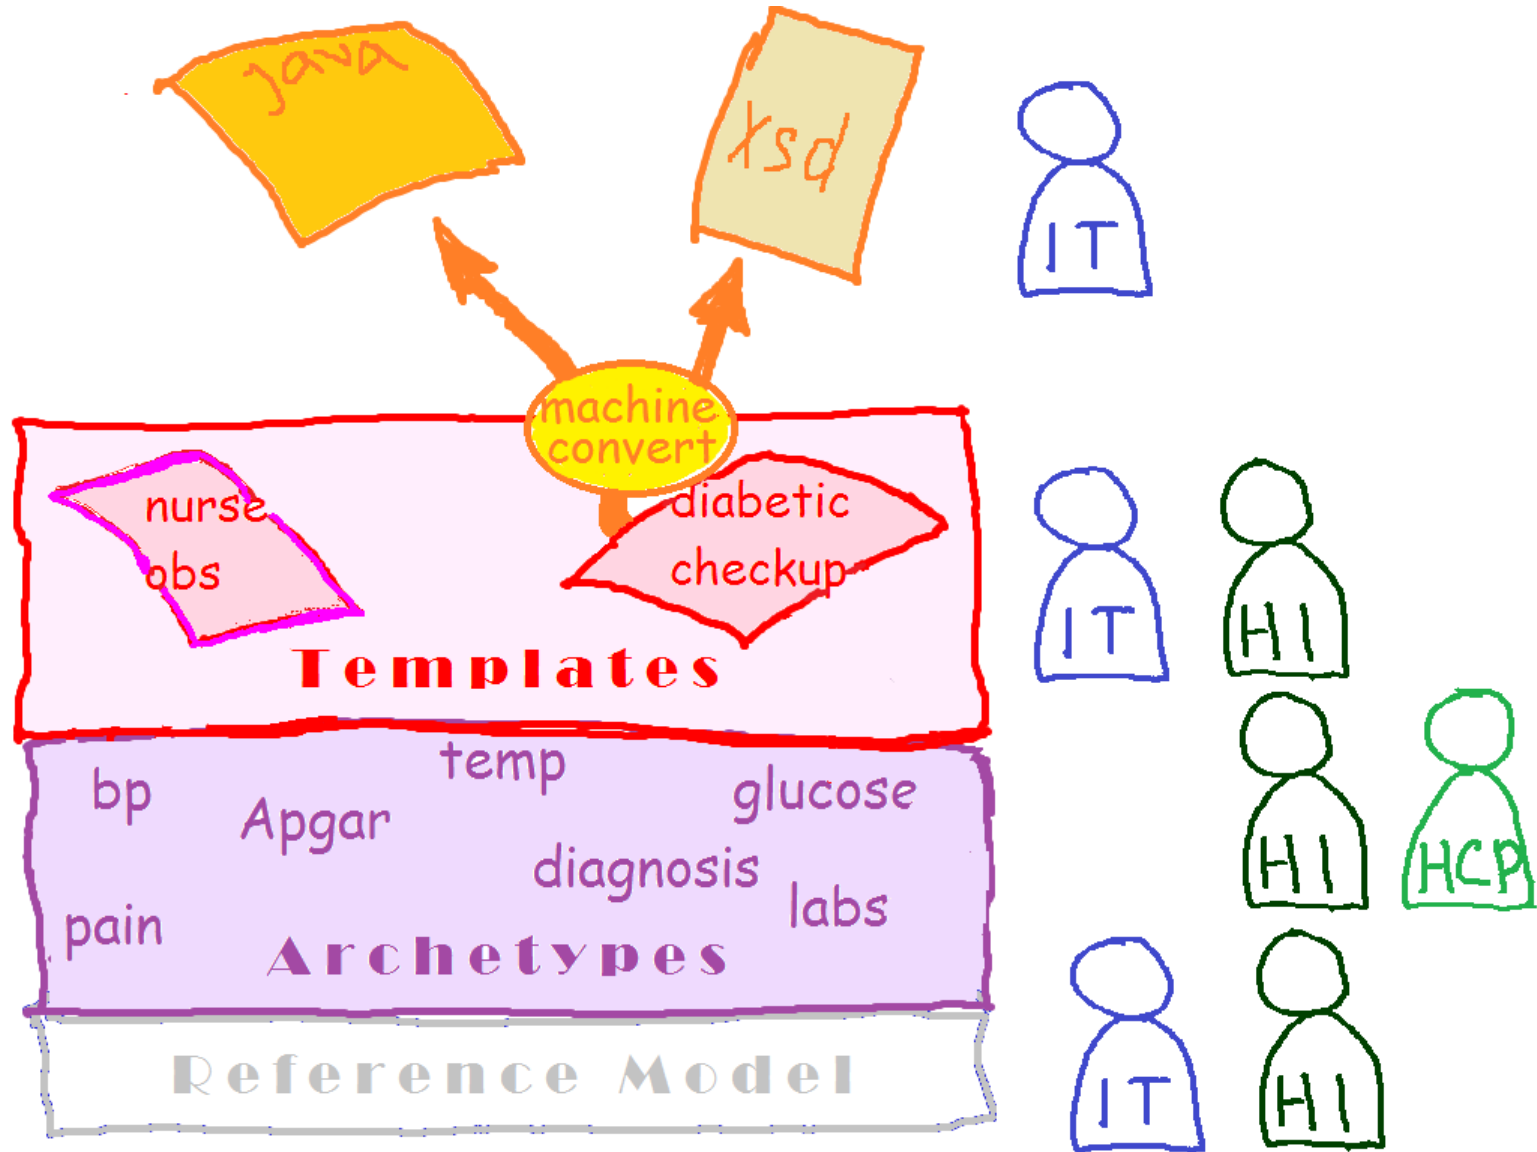 java
xsd
IT
machine
convert
nurse
obs
diabetic
checkup
IT
HI
Templates
temp
bp
glucose
Apgar
diagnosis
labs
pain
HI
HCP
Archetypes
Reference Model
IT
HI